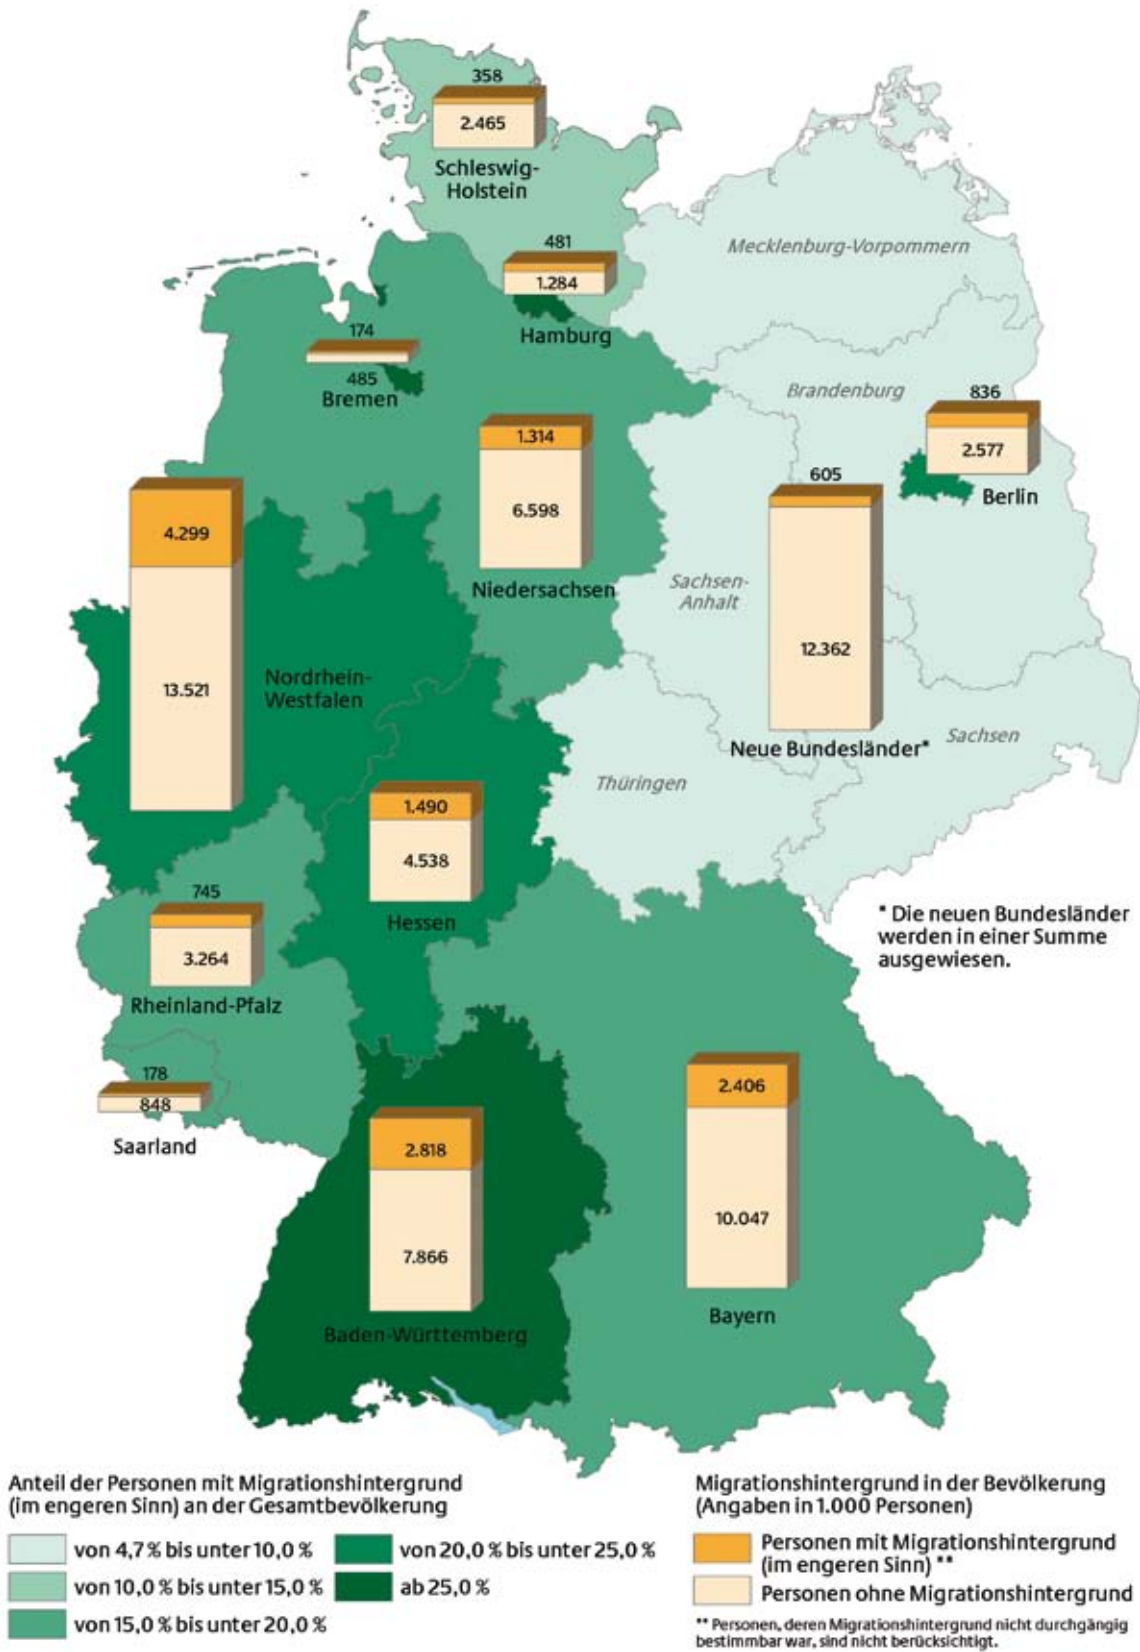 358
2.465
Schleswig-
Holstein
Mecklenburg-Vorpommern
481
1.284
Hamburg
174
485
Bremen
Brandenburg
836
2.577
Berlin
1.314
6.598
Niedersachsen
605
12.362
Neue Bundesländer*
4.299
13.521
Nordrhein-
Westfalen
Sachsen-
Anhalt
Sachsen
Thüringen
1.490
4.538
Hessen
745
3.264
Rheinland-Pfalz
* Die neuen Bundesländer
werden in einer Summe
ausgewiesen.
178
848
Saarland
2.818
7.866
Baden-Württemberg
2.406
10.047
Bayern
Anteil der Personen mit Migrationshintergrund
(im engeren Sinn) an der Gesamtbevölkerung
von 4,7 % bis unter 10,0 %
von 10,0 % bis unter 15,0 %
von 15,0 % bis unter 20,0 %
von 20,0 % bis unter 25,0 %
ab 25,0 %
Migrationshintergrund in der Bevölkerung
(Angaben in 1.000 Personen)
Personen mit Migrationshintergrund
(im engeren Sinn) **
Personen ohne Migrationshintergrund
** Personen, deren Migrationshintergrund nicht durchgängig
bestimmbar war, sind nicht berücksichtigt.